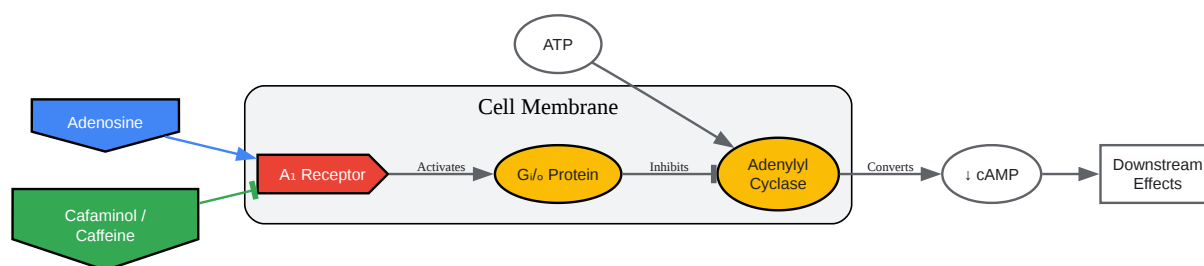 ATP
Cell Membrane
Adenosine
A₁ Receptor
Activates
Gᵢ/ₒ Protein
Inhibits
Adenylyl
Cyclase
Converts
↓ cAMP
Downstream
Effects
Cafaminol /
Caffeine